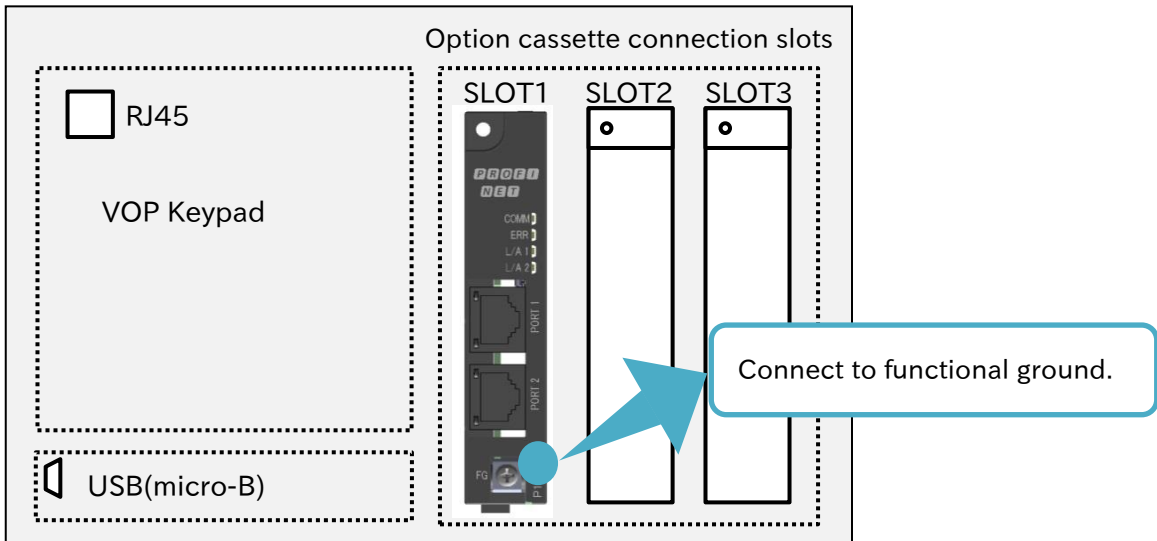 Option cassette connection slots
RJ45
VOP Keypad
USB(micro-B)
SLOT1
SLOT2
SLOT3
PROFI
NET
COMM
ERR
L/A 1
L/A 2
PORT 1
PORT 2
FG
Connect to functional ground.